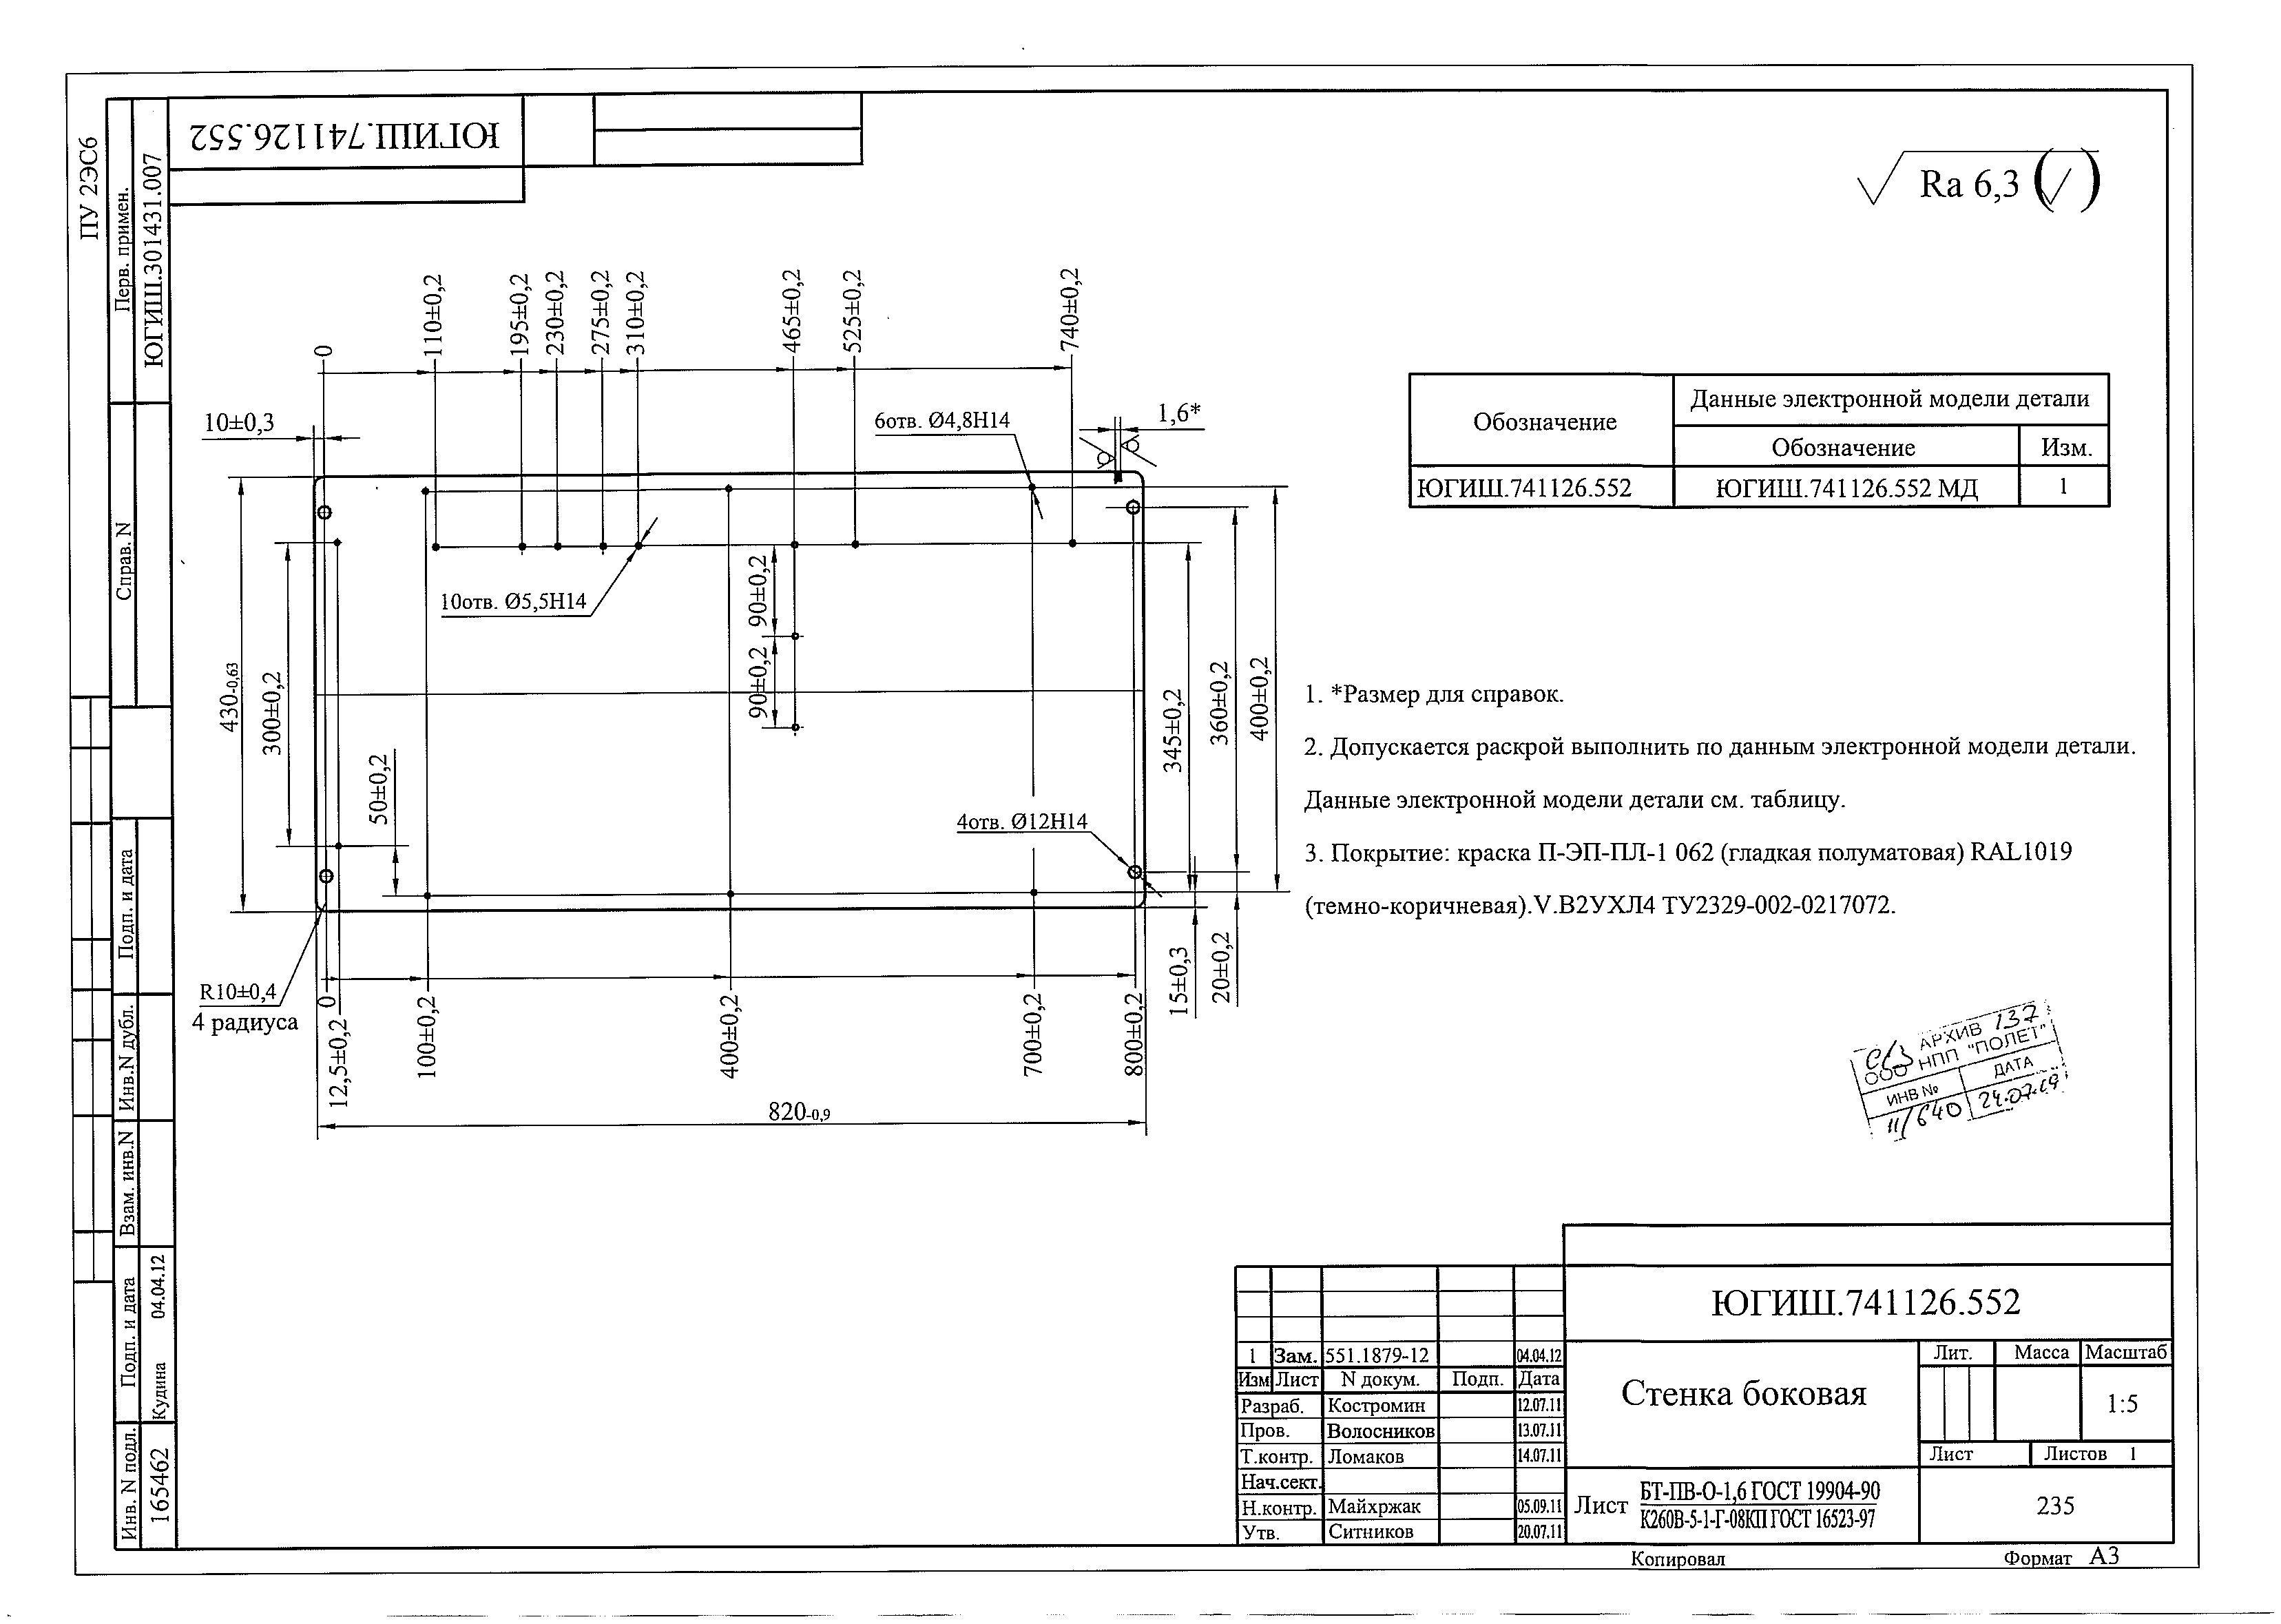 ПУ 2ЭС6
Перв. примен.
ЮГИШ.301431.007
Справ. N
Подп. и дата
Инв.N дубл.
Взам. инв.N
Подп. и дата
Кудина 04.04.12
Инв. N подл.
165462
ЮГИШ.741126.552
Ra 6,3
0
110±0,2
195±0,2
230±0,2
275±0,2
310±0,2
465±0,2
525±0,2
740±0,2
10±0,3
6отв. Ø4,8Н14
1,6*
10отв. Ø5,5Н14
90±0,2
90±0,2
430-0,63
300±0,2
50±0,2
345±0,2
360±0,2
400±0,2
4отв. Ø12Н14
R10±0,4
4 радиуса
0
12,5±0,2
100±0,2
400±0,2
700±0,2
800±0,2
15±0,3
20±0,2
820-0,9
Обозначение
Данные электронной модели детали
Обозначение
Изм.
ЮГИШ.741126.552
ЮГИШ.741126.552 МД
1
1. *Размер для справок.
2. Допускается раскрой выполнить по данным электронной модели детали.
Данные электронной модели детали см. таблицу.
3. Покрытие: краска П-ЭП-ПЛ-1 062 (гладкая полуматовая) RAL1019
(темно-коричневая).V.В2УХЛ4 ТУ2329-002-0217072.
АРХИВ 137
ООО НПП "ПОЛЕТ"
ИНВ № ДАТА
11/640 24.07.19
ЮГИШ.741126.552
1 Зам. 551.1879-12 04.04.12
Изм Лист N докум. Подп. Дата
Разраб. Костромин 12.07.11
Пров. Волосников 13.07.11
Т.контр. Ломаков 14.07.11
Нач.сект.
Н.контр. Майхржак 05.09.11
Утв. Ситников 20.07.11
Стенка боковая
Лит. Масса Масштаб
1:5
Лист Листов 1
Лист
БТ-ПВ-О-1,6 ГОСТ 19904-90
К260В-5-1-Г-08КП ГОСТ 16523-97
235
Копировал
Формат А3